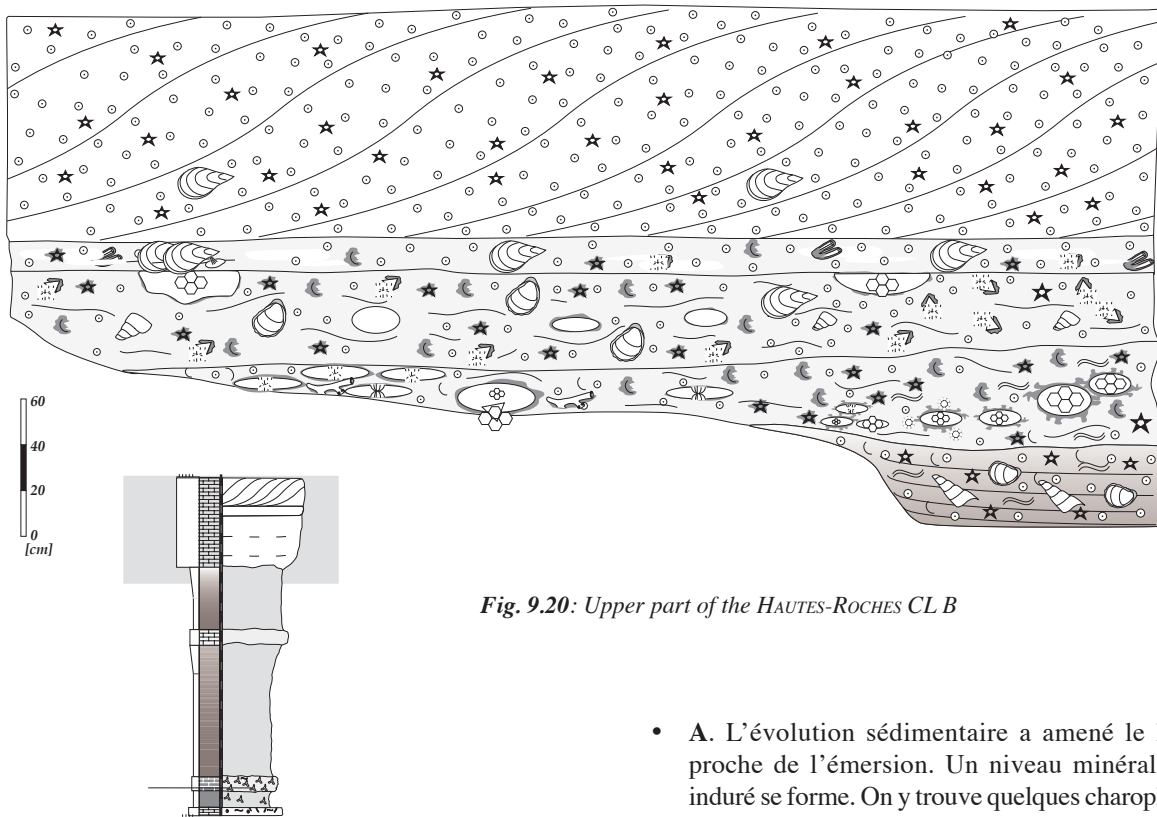 60
40
20
0
[cm]
Fig. 9.20: Upper part of the HAUTES-ROCHES CL B
• A. L’évolution sédimentaire a amené le
proche de l’émersion. Un niveau minéral
induré se forme. On y trouve quelques charop